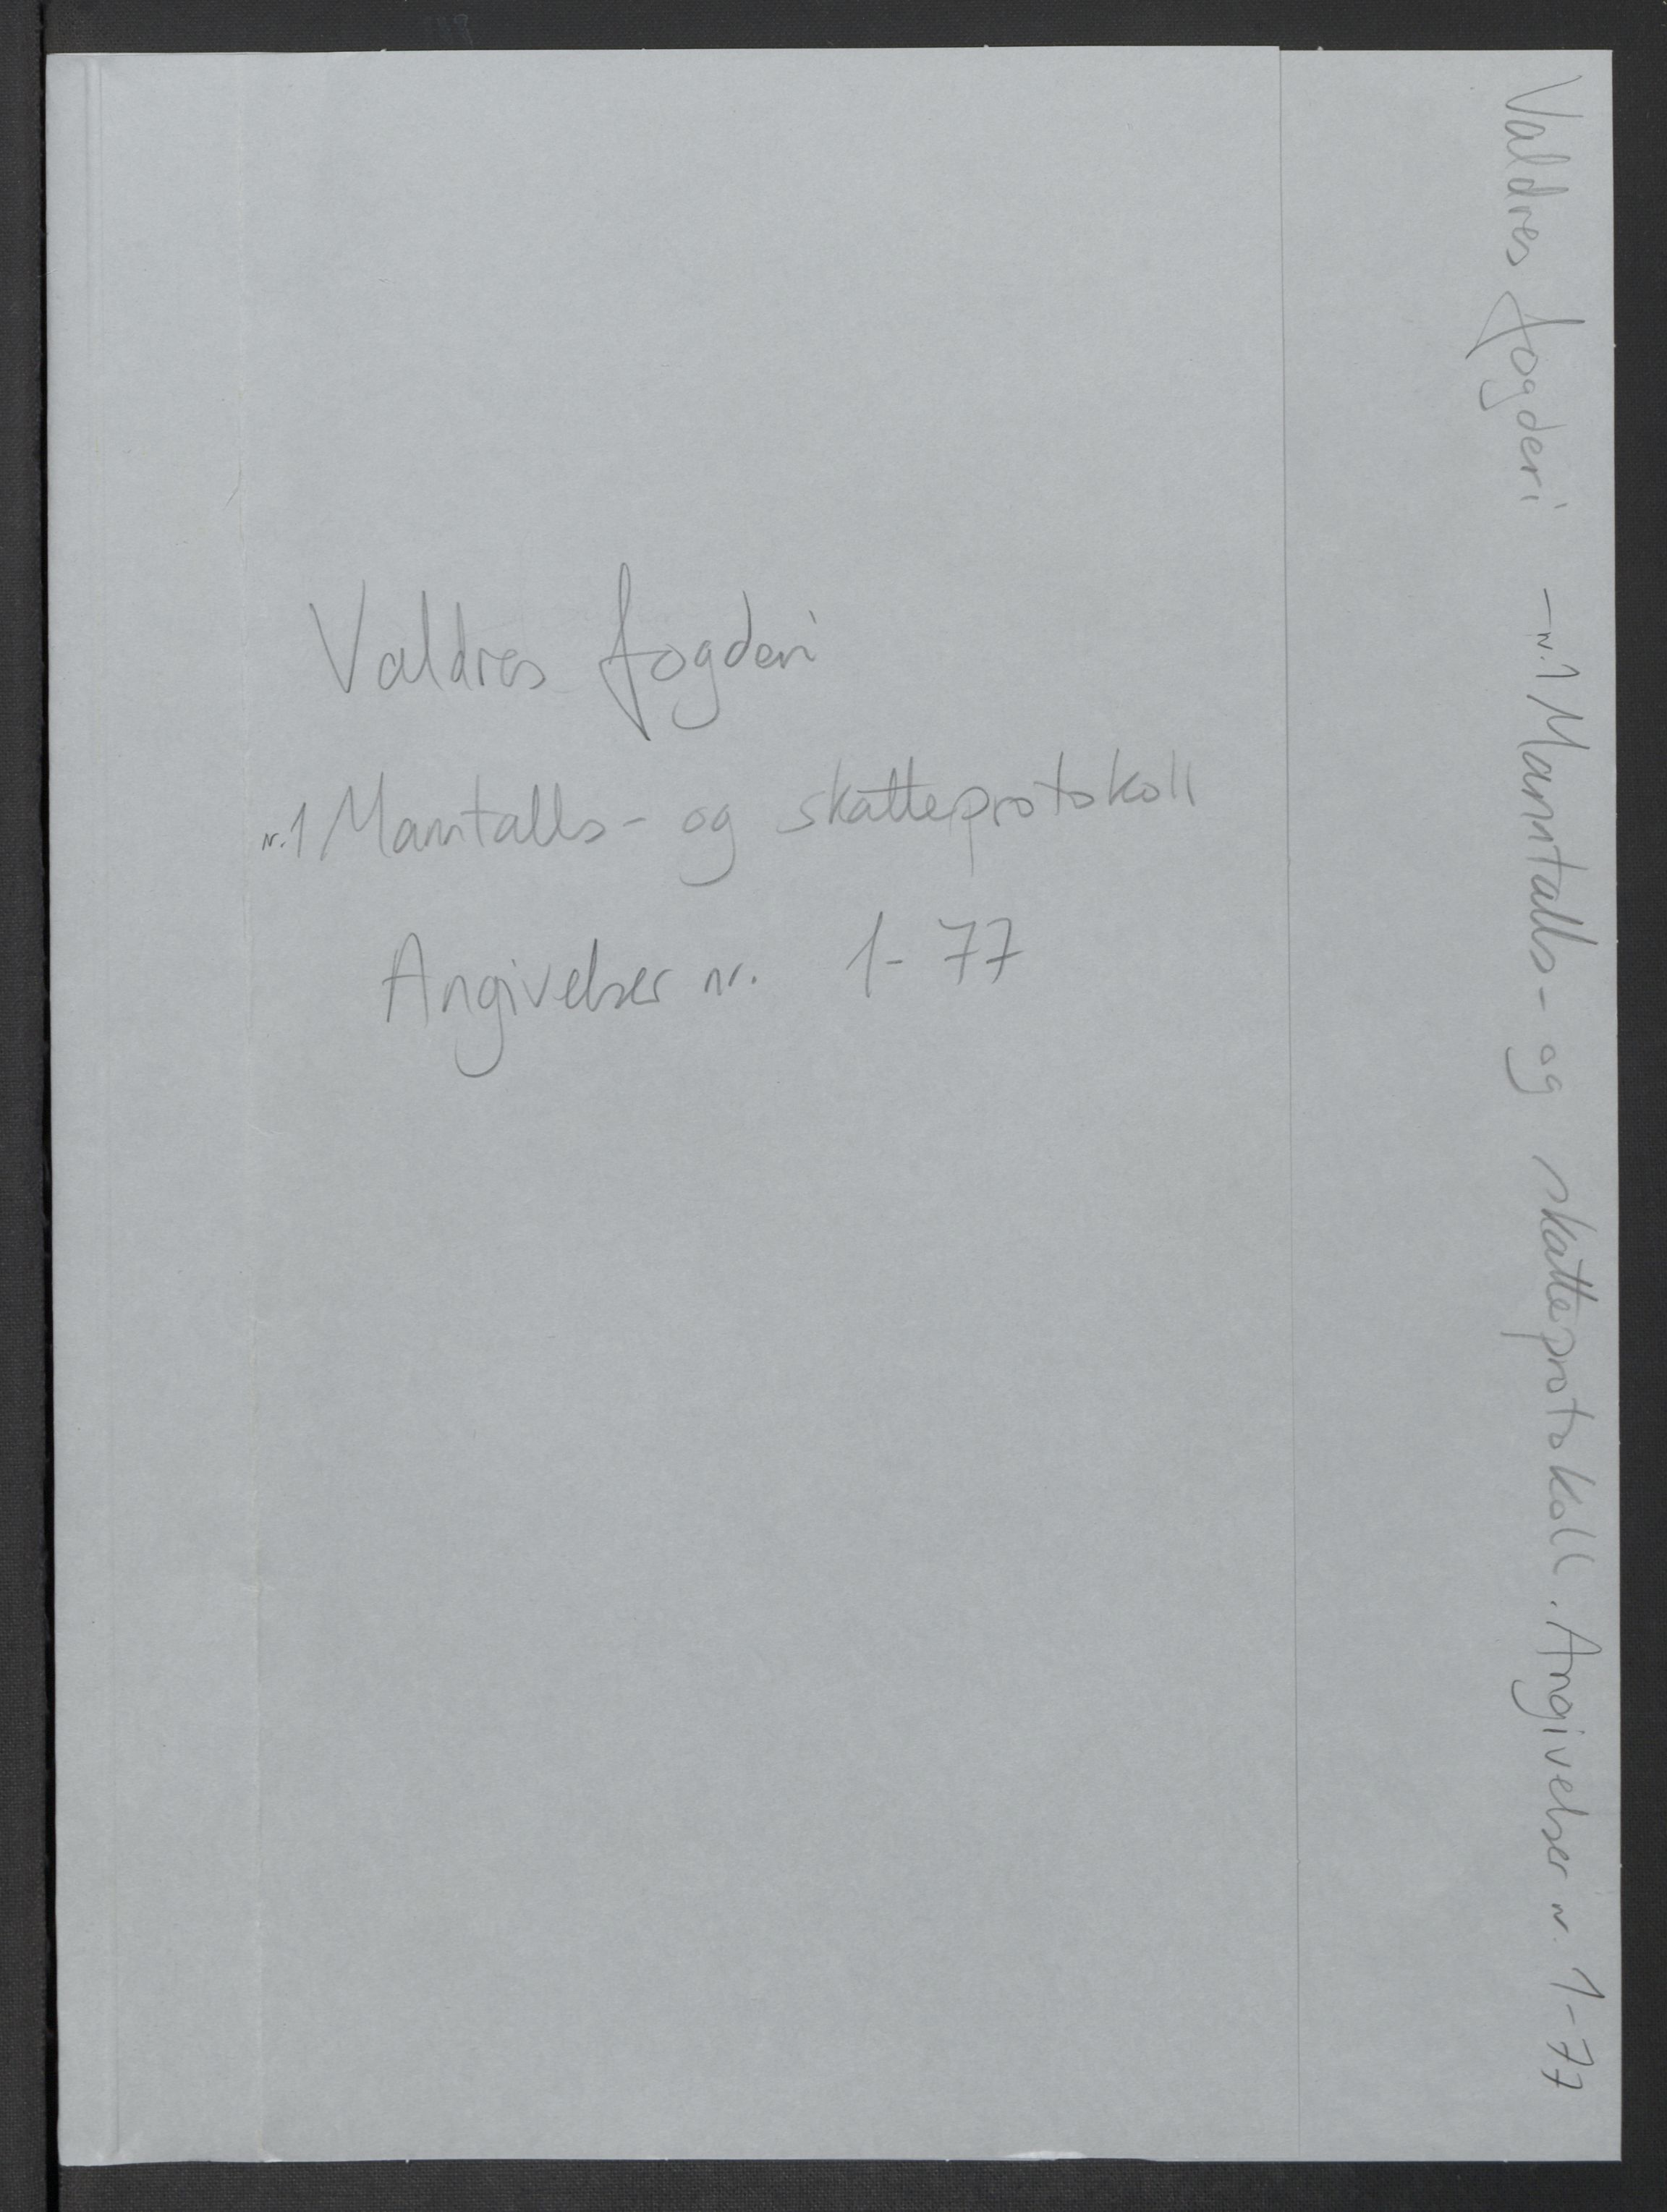 Valdres fogderi
nr. 1 Manntalls- og skatteprotokoll
Angivelser nr. 1-77
Valdres fogderi - nr. 1 Manntalls- og skatteprotokoll. Angivelser nr. 1-77